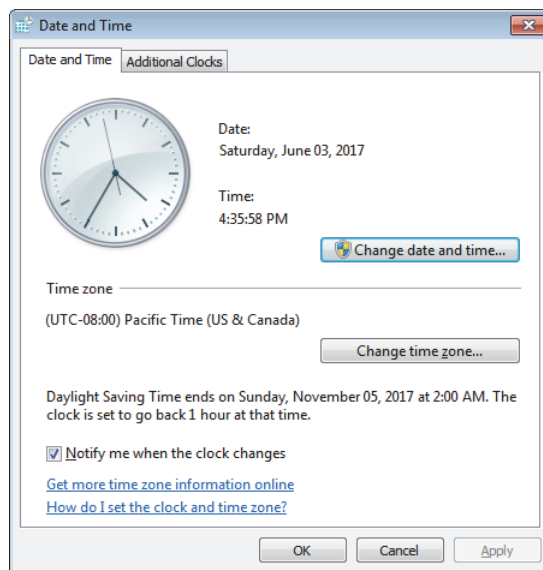 Date and Time
Date and Time
Additional Clocks
Date:
Saturday, June 03, 2017
Time:
4:35:58 PM
Change date and time...
Time zone
(UTC-08:00) Pacific Time (US & Canada)
Change time zone...
Daylight Saving Time ends on Sunday, November 05, 2017 at 2:00 AM. The
clock is set to go back 1 hour at that time.
Notify me when the clock changes
Get more time zone information online
How do I set the clock and time zone?
OK
Cancel
Apply